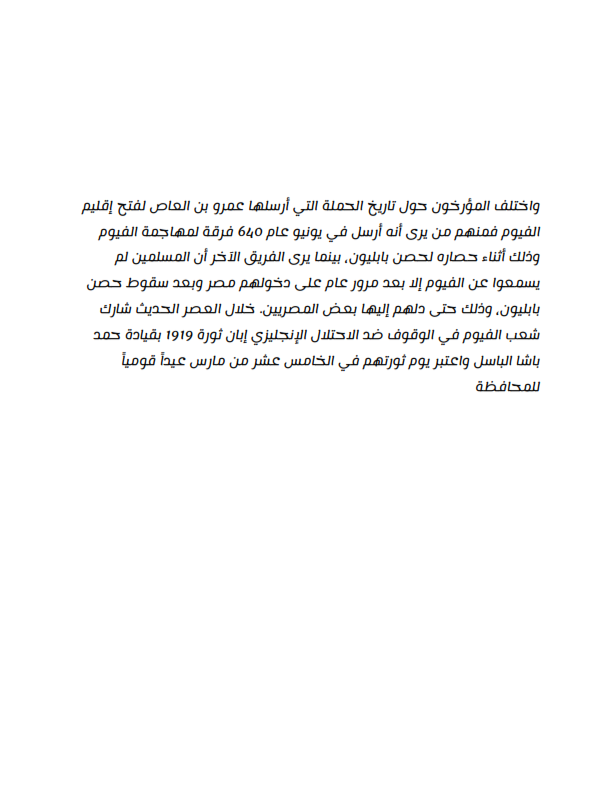 واختلف المؤرخون حول تاريخ الحملة التي أرسلها عمرو بن العاص لفتح إقليم
الفيوم فمنهم من يرى أنه أرسل في يونيو عام 640 فرقة لمهاجمة الفيوم
وذلك أثناء حصاره لحصن بابليون، بينما يرى الفريق الآخر أن المسلمين لم
يسمعوا عن الفيوم إلا بعد مرور عام على دخولهم مصر وبعد سقوط حصن
بابليون، وذلك حتى دلهم إليها بعض المصريين. خلال العصر الحديث شارك
شعب الفيوم في الوقوف ضد الاحتلال الإنجليزي إبان ثورة 1919 بقيادة حمد
باشا الباسل واعتبر يوم ثورتهم في الخامس عشر من مارس عيداً قومياً
للمحافظة